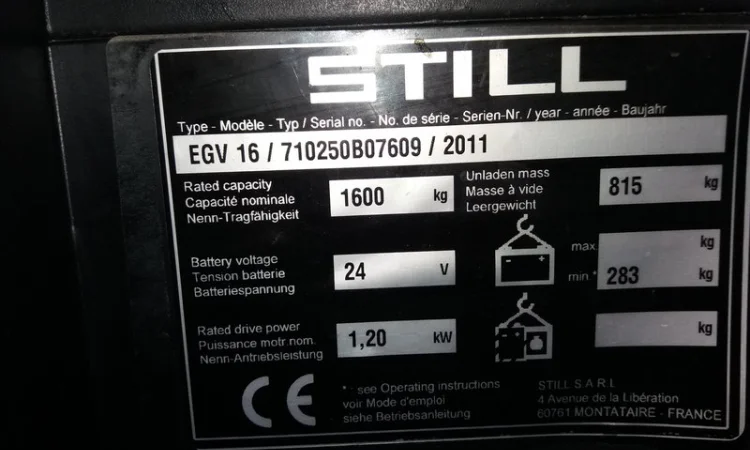 STILL
Type - Modèle - Typ / Serial no. - No. de série - Serien-Nr. / year - année - Baujahr
EGV 16 / 710250B07609 / 2011
Rated capacity
Capacité nominale
Nenn-Tragfähigkeit
1600 kg
Unladen mass
Masse à vide
Leergewicht
815 kg
Battery voltage
Tension batterie
Batteriespannung
24 V
max. kg
min.* 283 kg
Rated drive power
Puissance motr nom.
Nenn-Antriebsleistung
1,20 kW
kg
CE
* see Operating instructions
voir Mode d'emploi
siehe Betriebsanleitung
STILL S.A.R.L
4 Avenue de la Libération
60761 MONTATAIRE - FRANCE